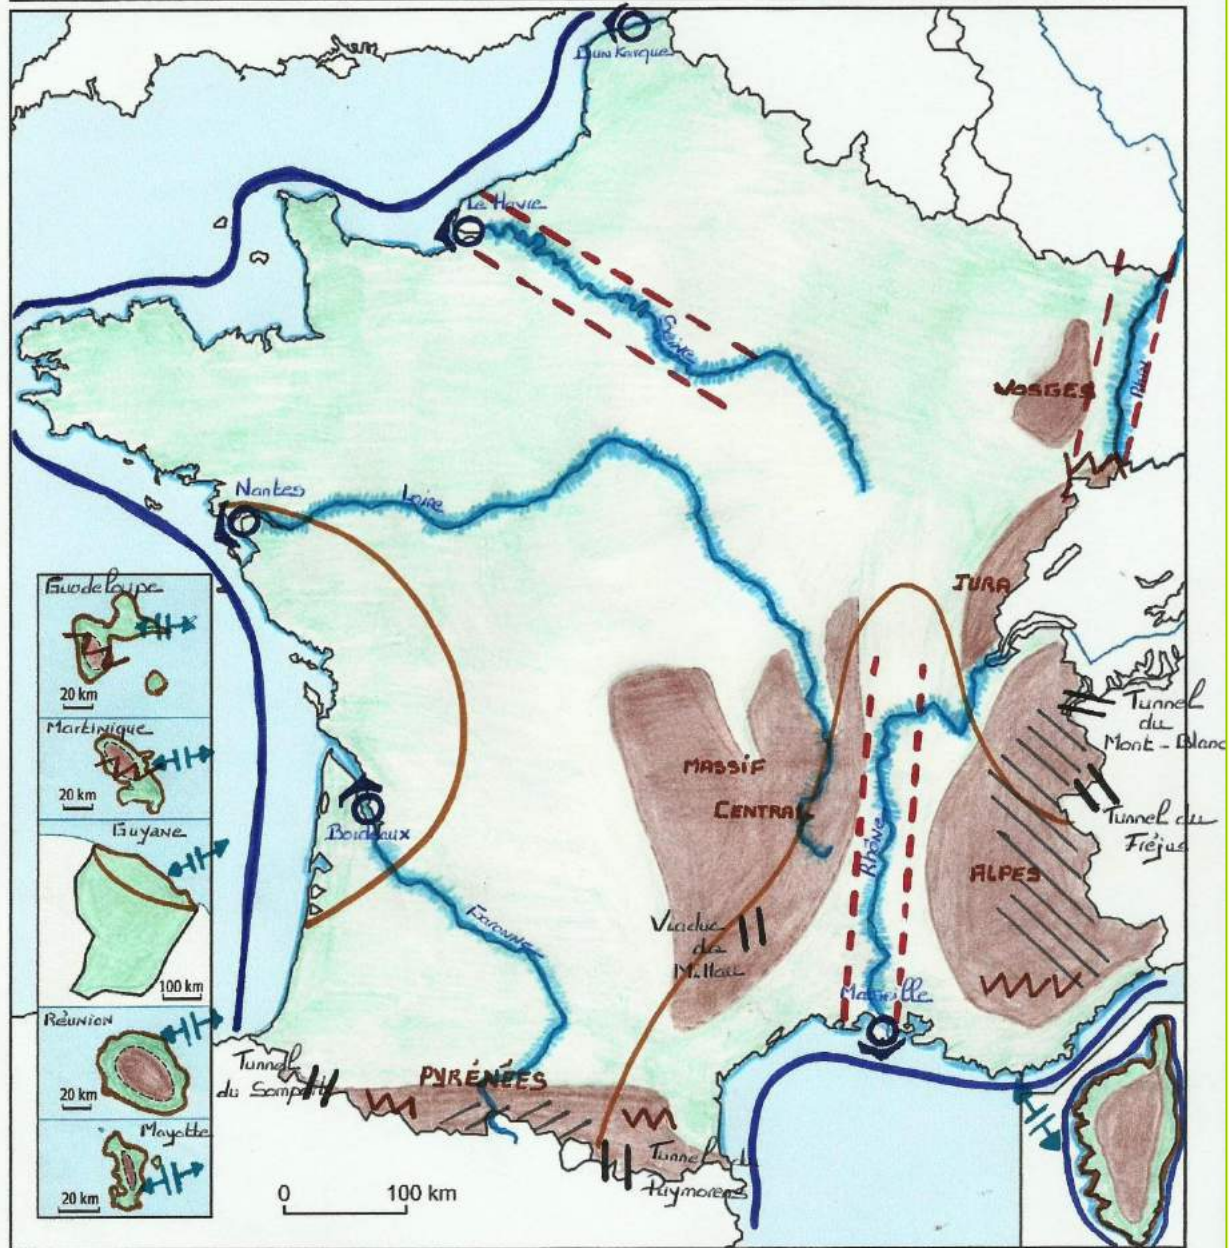 Dunkerque
Le Havre
Seine
VOSGES
Rhin
Nantes
Loire
JURA
Guadeloupe
20 km
Martinique
20 km
Guyane
100 km
Réunion
20 km
Mayotte
20 km
Tunnel
du
Mont-Blanc
Tunnel du
Fréjus
MASSIF
CENTRAL
Bordeaux
Rhône
ALPES
Garonne
Viaduc
de
Millau
Marseille
Tunnel
du Somport
PYRÉNÉES
Tunnel du
Puymorens
0 100 km